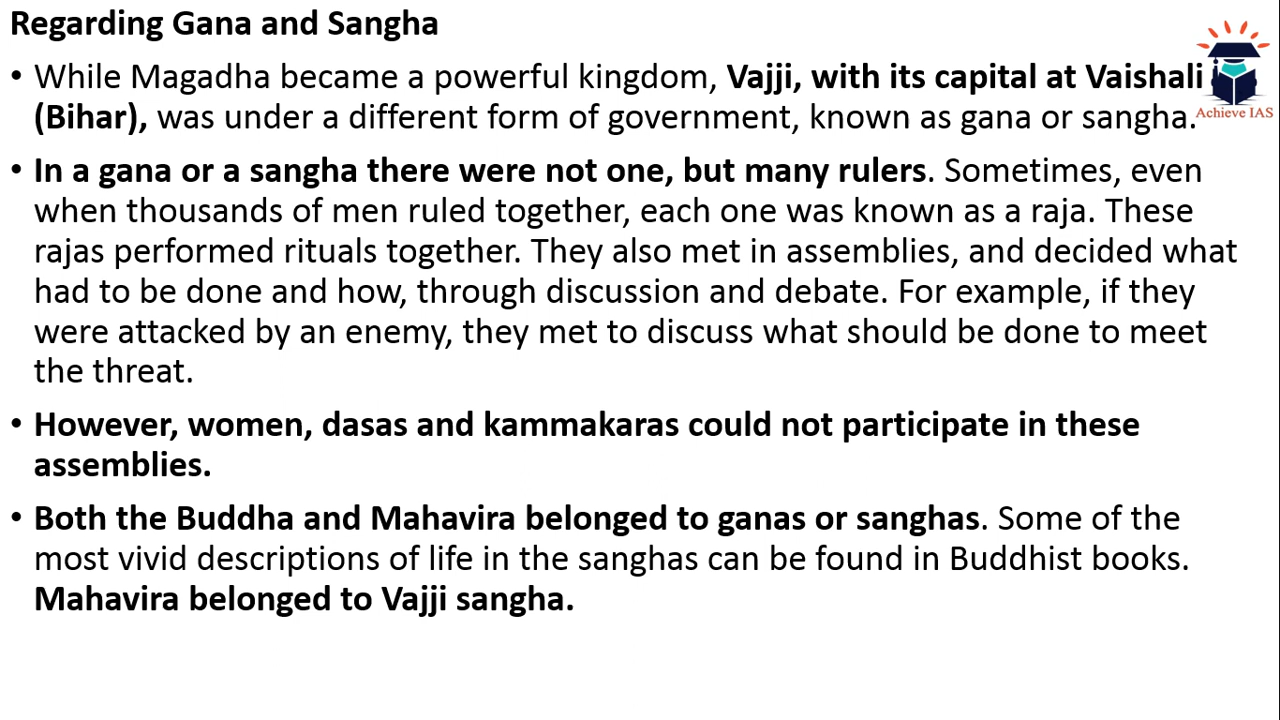 Regarding Gana and Sangha
• While Magadha became a powerful kingdom, Vajji, with its capital at Vaishali
(Bihar), was under a different form of government, known as gana or sangha.
Achieve IAS
• In a gana or a sangha there were not one, but many rulers. Sometimes, even
when thousands of men ruled together, each one was known as a raja. These
rajas performed rituals together. They also met in assemblies, and decided what
had to be done and how, through discussion and debate. For example, if they
were attacked by an enemy, they met to discuss what should be done to meet
the threat.
• However, women, dasas and kammakaras could not participate in these
assemblies.
• Both the Buddha and Mahavira belonged to ganas or sanghas. Some of the
most vivid descriptions of life in the sanghas can be found in Buddhist books.
Mahavira belonged to Vajji sangha.